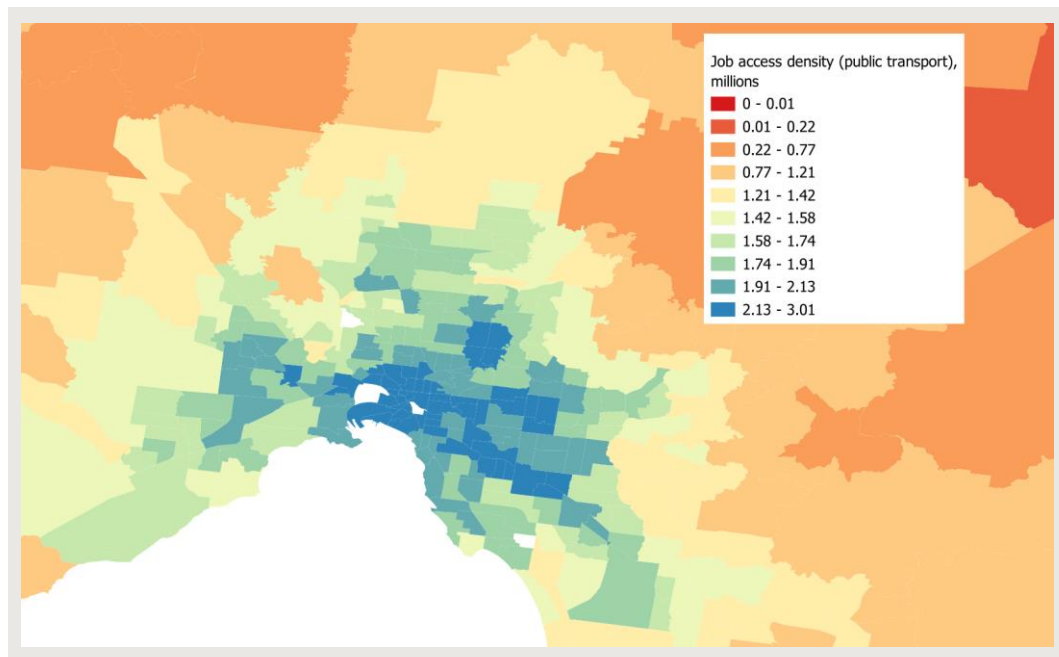 Job access density (public transport),
millions
0 - 0.01
0.01 - 0.22
0.22 - 0.77
0.77 - 1.21
1.21 - 1.42
1.42 - 1.58
1.58 - 1.74
1.74 - 1.91
1.91 - 2.13
2.13 - 3.01